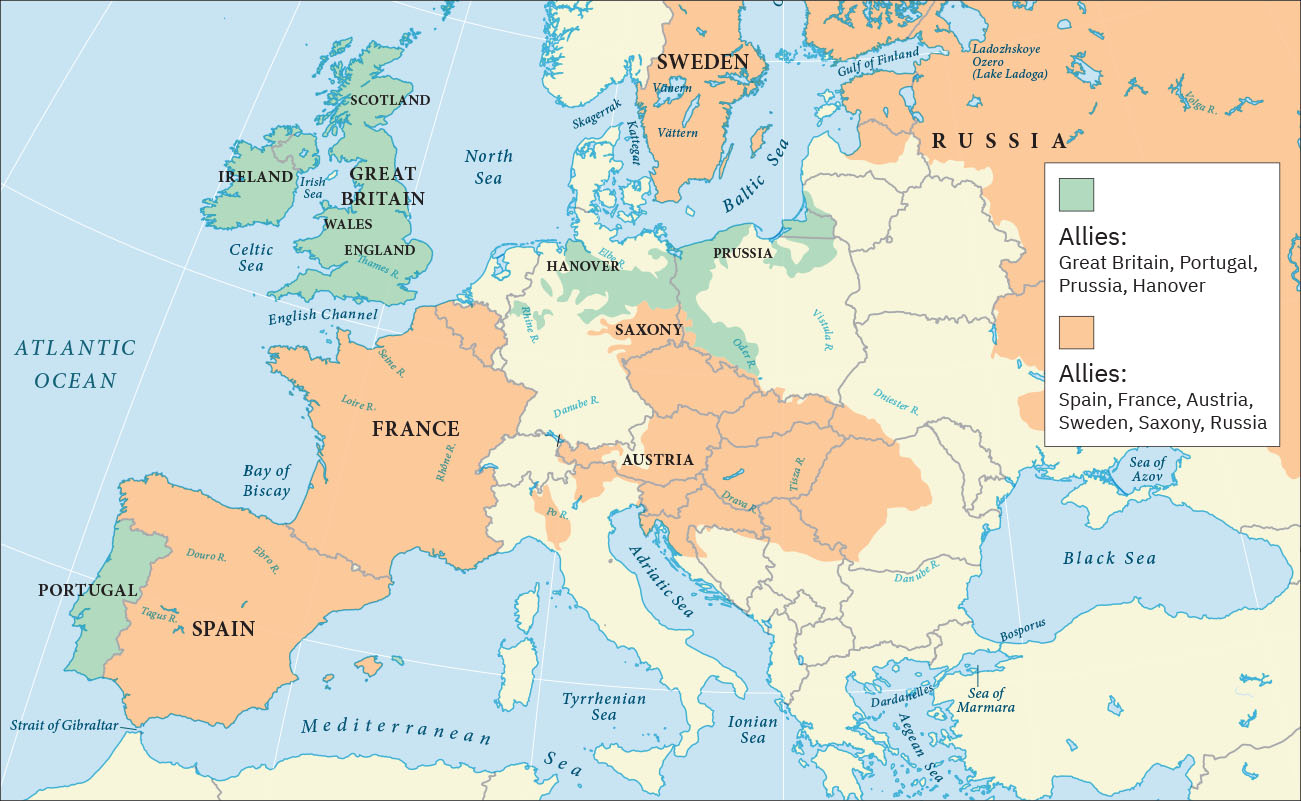 SWEDEN
Vänern
Vättern
Gulf of Finland
Ladozhskoye
Ozero
(Lake Ladoga)
Volga R.
RUSSIA
Skagerrak
Kattegat
Baltic Sea
SCOTLAND
North
Sea
IRELAND
Irish
Sea
GREAT
BRITAIN
WALES
ENGLAND
Thames R.
Celtic
Sea
English Channel
HANOVER
Elbe R.
PRUSSIA
Rhine R.
SAXONY
Oder R.
Vistula R.
Allies:
Great Britain, Portugal,
Prussia, Hanover
Allies:
Spain, France, Austria,
Sweden, Saxony, Russia
ATLANTIC
OCEAN
Seine R.
Loire R.
FRANCE
Rhône R.
Danube R.
Dniester R.
AUSTRIA
Drava R.
Tisza R.
Po R.
Bay of
Biscay
Sea of
Azov
Black Sea
Danube R.
Adriatic Sea
Douro R.
Ebro R.
PORTUGAL
Tagus R.
SPAIN
Strait of Gibraltar
Mediterranean
Sea
Tyrrhenian
Sea
Ionian
Sea
Bosporus
Dardanelles
Sea of
Marmara
Aegean Sea